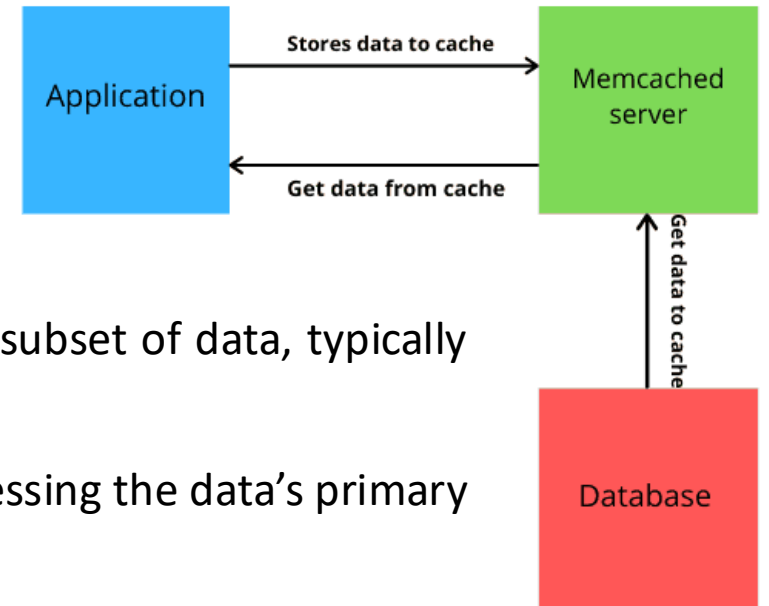 Stores data to cache
Application
Memcached
server
Get data from cache
Get data to cache
subset of data, typically
the data's primary
Database